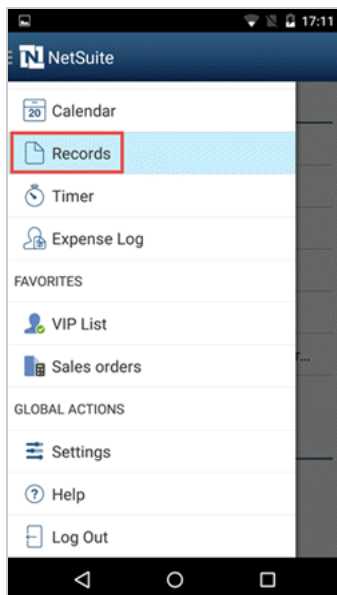 17:11
N NetSuite
20 Calendar
Records
Timer
Expense Log
FAVORITES
VIP List
Sales orders
r...
GLOBAL ACTIONS
Settings
? Help
Log Out